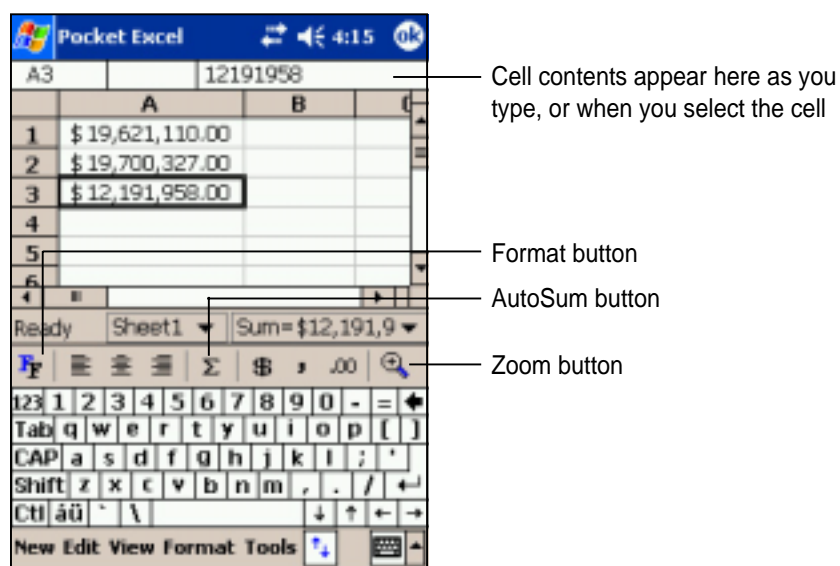 Pocket Excel 4:15 ok
A3 12191958
Cell contents appear here as you
type, or when you select the cell
A B
1 $19,621,110.00
2 $19,700,327.00
3 $12,191,958.00
4
5
6
Format button
AutoSum button
Ready Sheet1 Sum=$12,191,9
Zoom button
FF Σ $ , .00
123 1 2 3 4 5 6 7 8 9 0 - =
Tab q w e r t y u i o p [ ]
CAP a s d f g h j k l ; '
Shift z x c v b n m , . /
Ctl áü ` \
New Edit View Format Tools